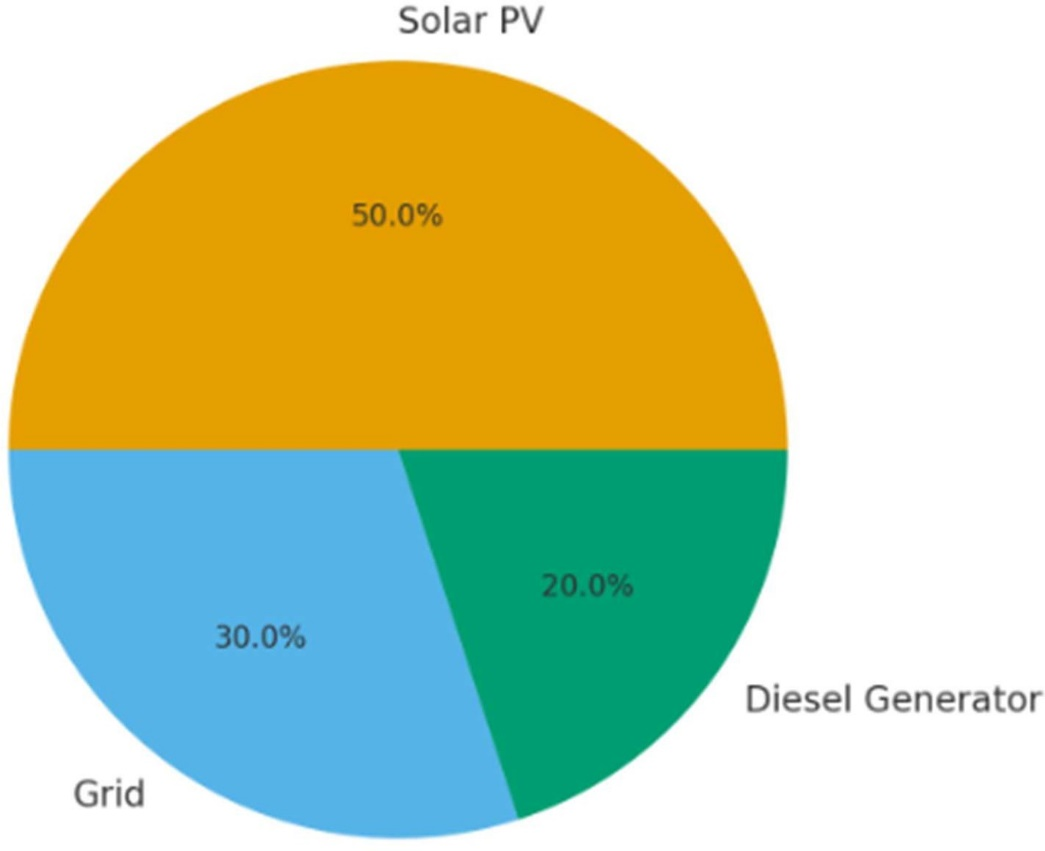 Solar PV
50.0%
20.0%
30.0%
Diesel Generator
Grid